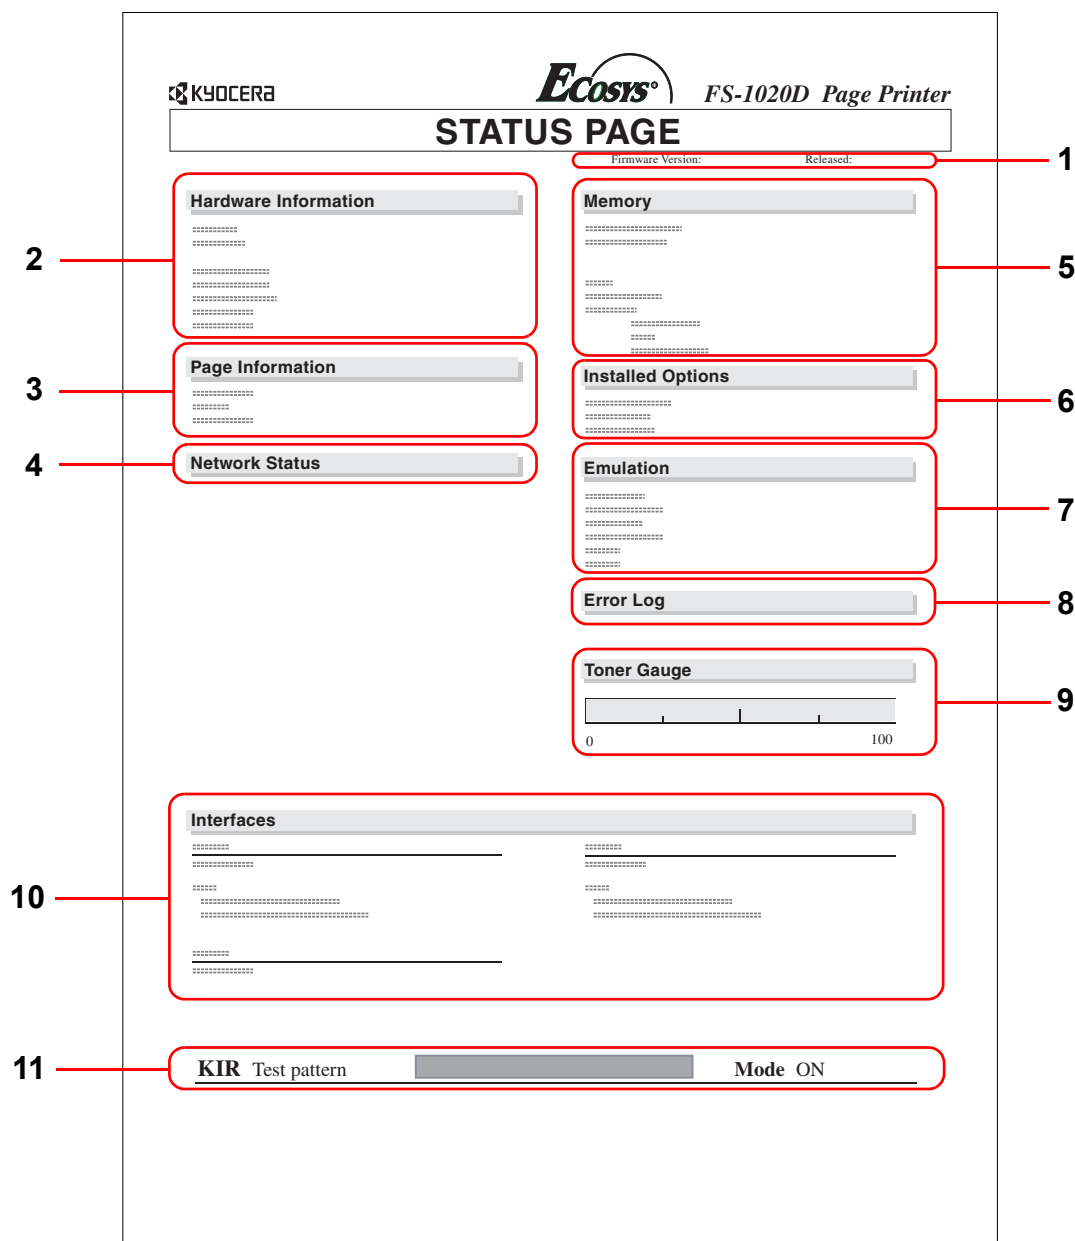 KYOCERA
ECOSYS
FS-1020D Page Printer
STATUS PAGE
Firmware Version: Released:
1
Hardware Information
2
Page Information
3
Network Status
4
Memory
5
Installed Options
6
Emulation
7
Error Log
8
Toner Gauge
0 100
9
Interfaces
10
KIR Test pattern Mode ON
11